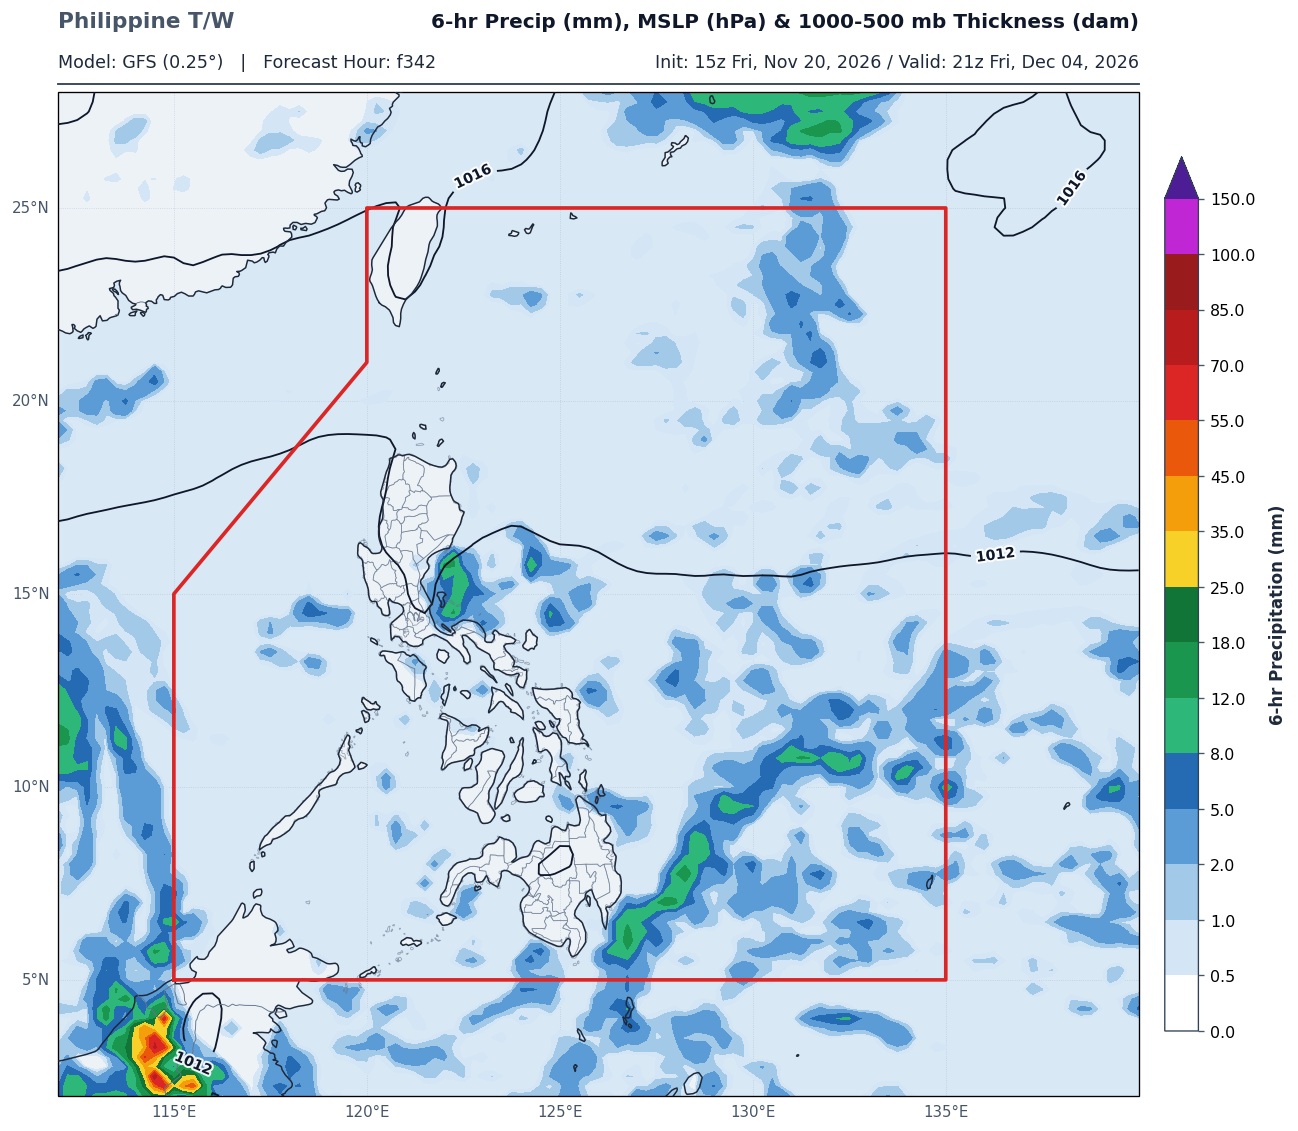 Philippine T/W
6-hr Precip (mm), MSLP (hPa) & 1000-500 mb Thickness (dam)
Model: GFS (0.25°) | Forecast Hour: f342
Init: 15z Fri, Nov 20, 2026 / Valid: 21z Fri, Dec 04, 2026
1016
1016
1012
1012
25°N
20°N
15°N
10°N
5°N
115°E
120°E
125°E
130°E
135°E
150.0
100.0
85.0
70.0
55.0
45.0
35.0
25.0
18.0
12.0
8.0
5.0
2.0
1.0
0.5
0.0
6-hr Precipitation (mm)